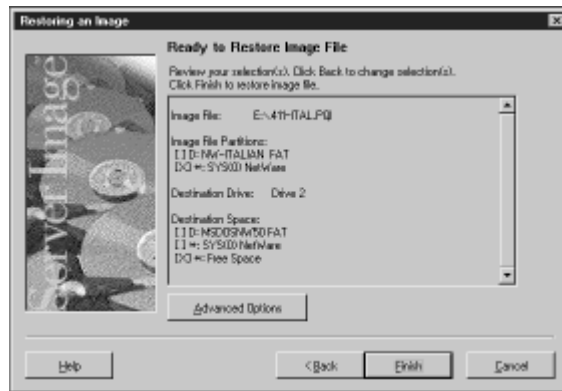 Restoring an Image
Server Image
Ready to Restore Image File
Review your selection(s). Click Back to change selection(s).
Click Finish to restore image file.
Image File: E:\.411-ITAL.PQI
Image File Partitions:
[ ] D: NW-ITALIAN FAT
[X] *: SYS(0) NetWare
Destination Drive: Drive 2
Destination Space:
[ ] D: MSDOSNW50 FAT
[ ] *: SYS(0) NetWare
[X] *: Free Space
Advanced Options
Help
< Back
Finish
Cancel